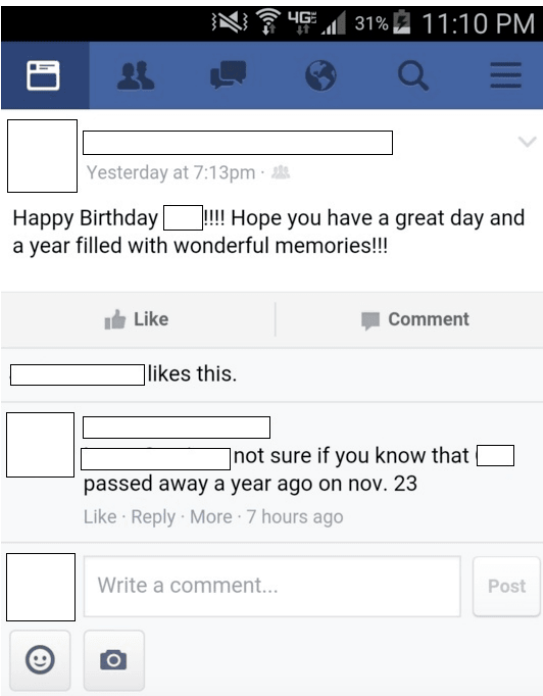 31% 11:10 PM
4G
Yesterday at 7:13pm ·
Happy Birthday !!!! Hope you have a great day and
a year filled with wonderful memories!!!
Like Comment
likes this.
not sure if you know that
passed away a year ago on nov. 23
Like · Reply · More · 7 hours ago
Write a comment... Post